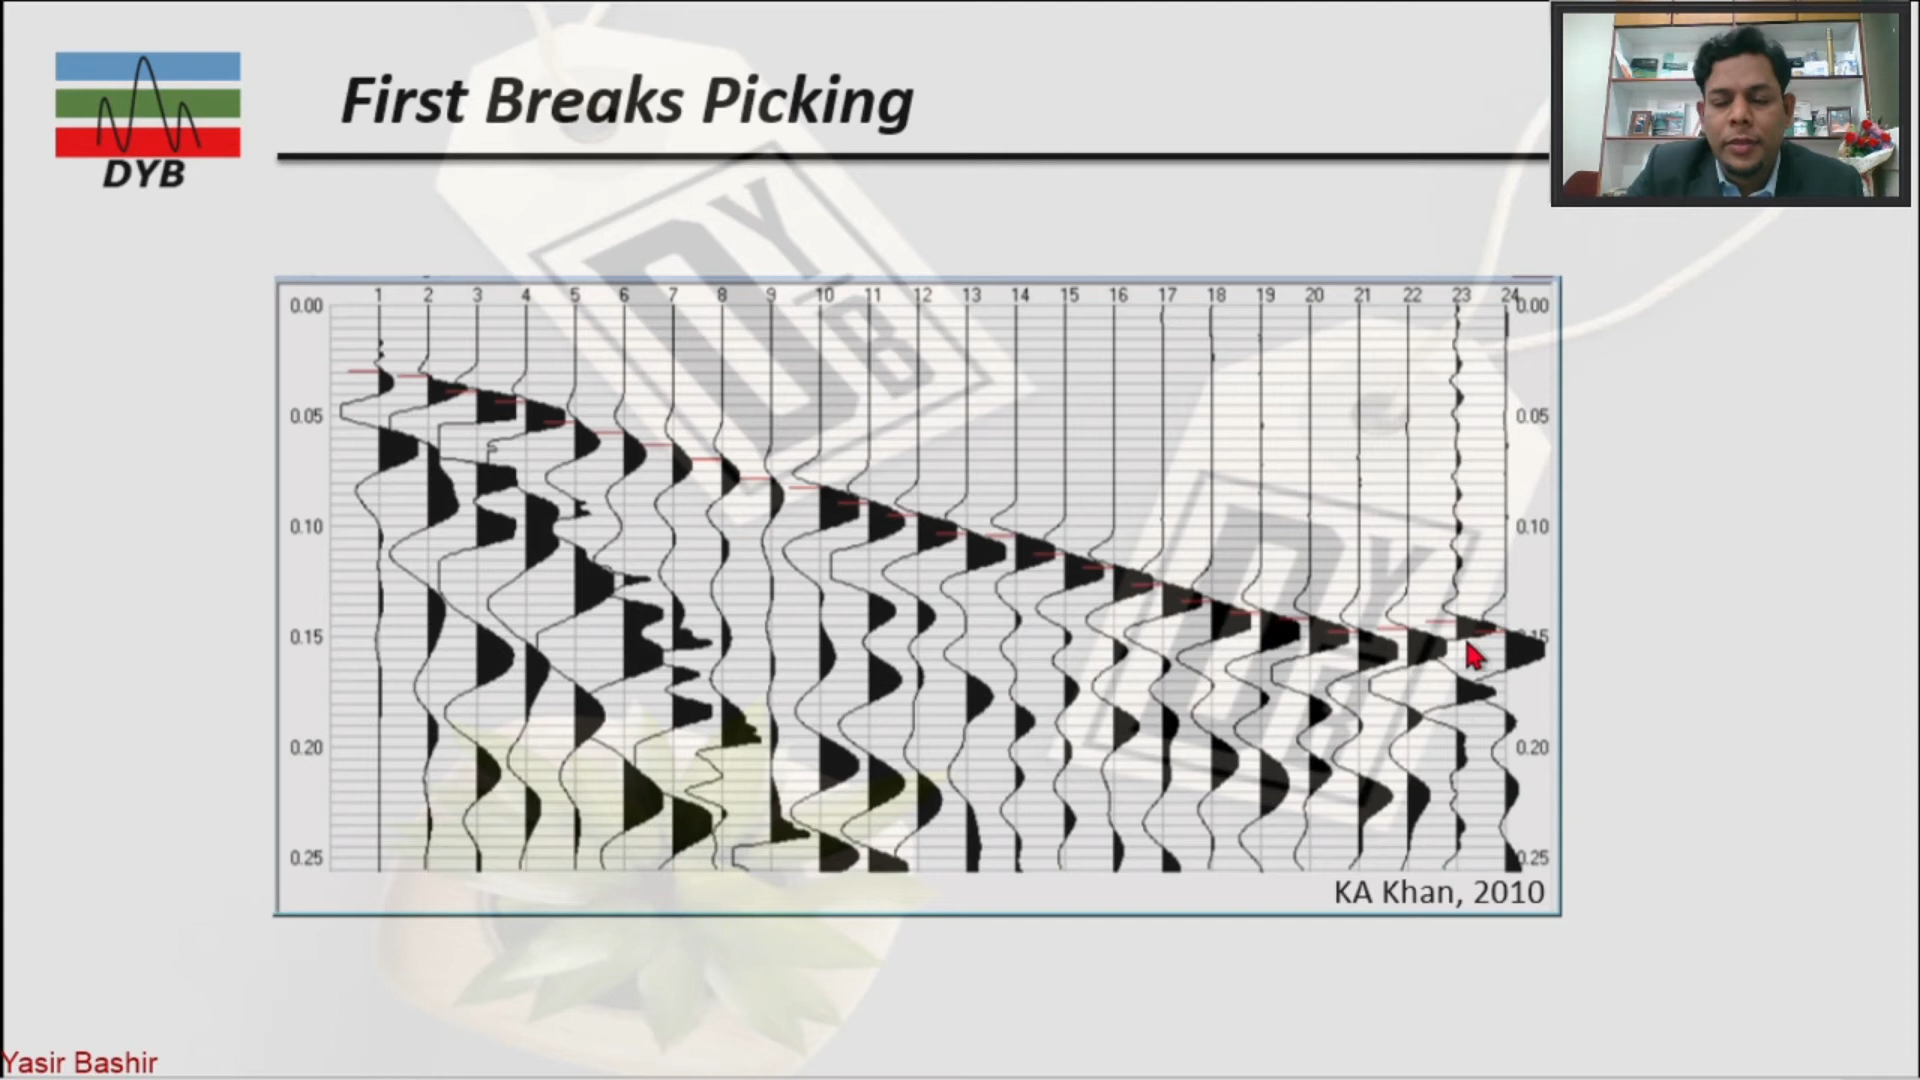 First Breaks Picking
DYB
DYB
DYB
1 2 3 4 5 6 7 8 9 10 11 12 13 14 15 16 17 18 19 20 21 22 23 24
0.00 0.00
0.05 0.05
0.10 0.10
0.15 0.15
0.20 0.20
0.25 0.25
KA Khan, 2010
Yasir Bashir